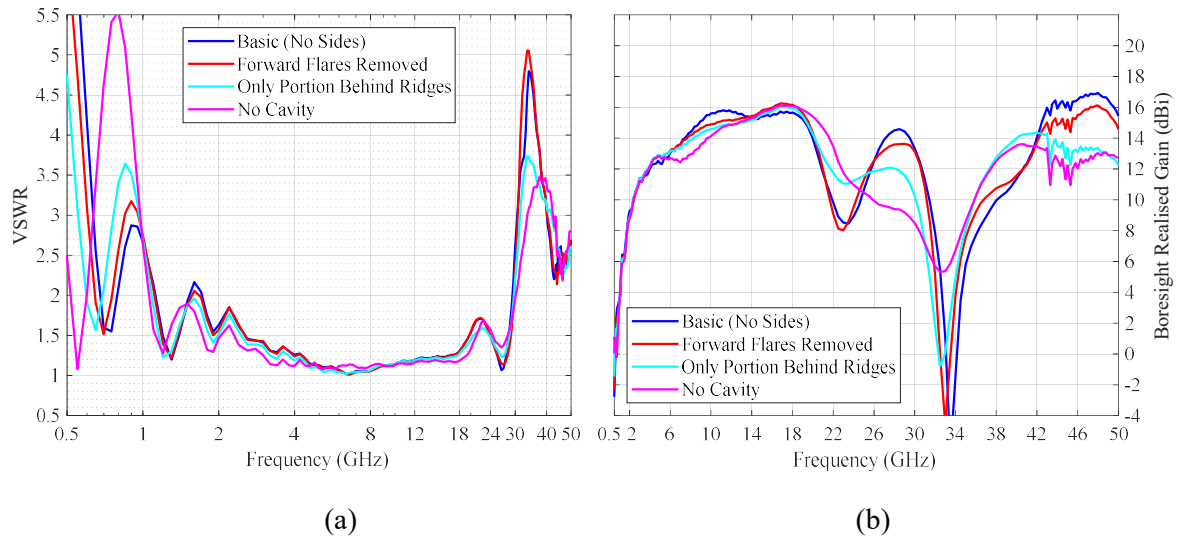 5.5
5
4.5
4
3.5
3
2.5
2
1.5
1
0.5
VSWR
Basic (No Sides)
Forward Flares Removed
Only Portion Behind Ridges
No Cavity
0.5 1 2 4 8 12 18 24 30 40 50
Frequency (GHz)
(a)
20
18
16
14
12
10
8
6
4
2
0
-2
-4
Boresight Realised Gain (dBi)
Basic (No Sides)
Forward Flares Removed
Only Portion Behind Ridges
No Cavity
0.5 2 6 10 14 18 22 26 30 34 38 42 46 50
Frequency (GHz)
(b)